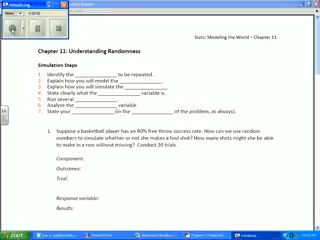 Stats: Modeling the World – Chapter 11
Chapter 11: Understanding Randomness
Simulation Steps
1. Identify the ______________ to be repeated.
2. Explain how you will model the ______________.
3. Explain how you will simulate the ______________.
4. State clearly what the ______________ variable is.
5. Run several ______________.
6. Analyze the ______________ variable.
7. State your ______________ (in the ______________ of the problem, as always).
1. Suppose a basketball player has an 80% free throw success rate. How can we use random
numbers to simulate whether or not she makes a foul shot? How many shots might she be able
to make in a row without missing? Conduct 20 trials.
Component:
Outcomes:
Trial:
Response variable:
Results:
start